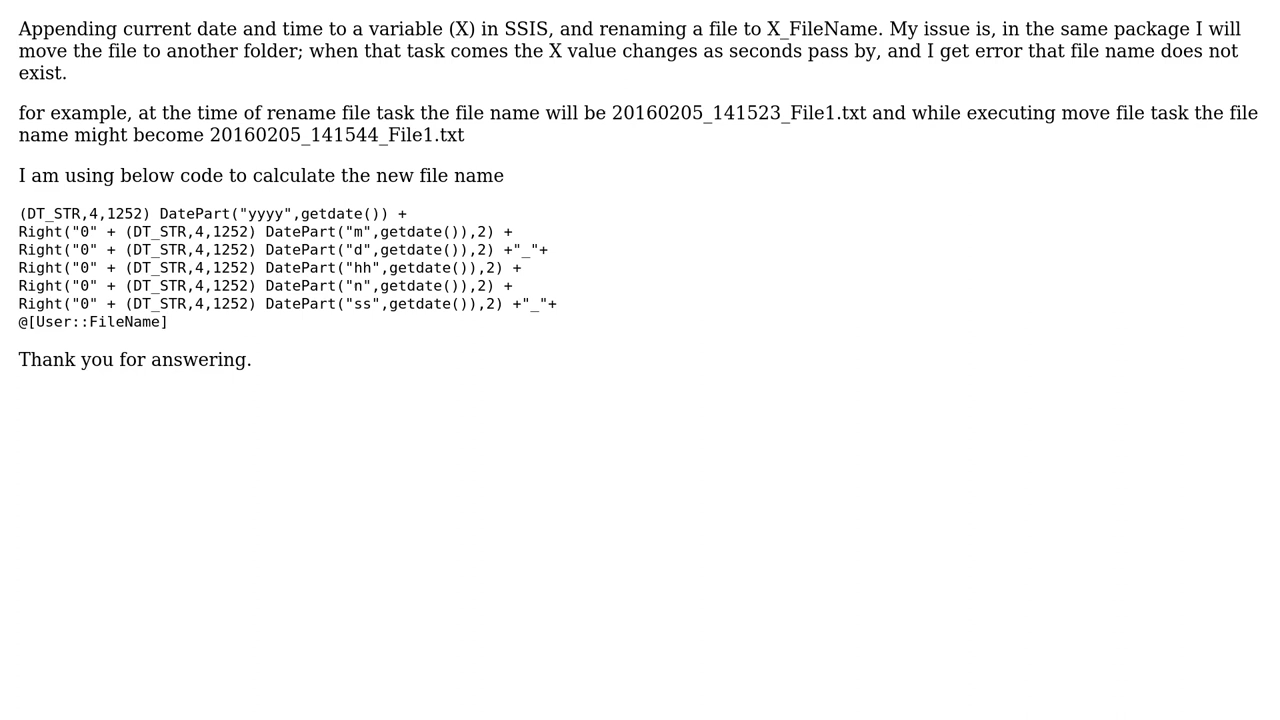 Appending current date and time to a variable (X) in SSIS, and renaming a file to X_FileName. My issue is, in the same package I will
move the file to another folder; when that task comes the X value changes as seconds pass by, and I get error that file name does not
exist.
for example, at the time of rename file task the file name will be 20160205_141523_File1.txt and while executing move file task the file
name might become 20160205_141544_File1.txt
I am using below code to calculate the new file name
(DT_STR,4,1252) DatePart("yyyy",getdate()) +
Right("0" + (DT_STR,4,1252) DatePart("m",getdate()),2) +
Right("0" + (DT_STR,4,1252) DatePart("d",getdate()),2) +"_"+
Right("0" + (DT_STR,4,1252) DatePart("hh",getdate()),2) +
Right("0" + (DT_STR,4,1252) DatePart("n",getdate()),2) +
Right("0" + (DT_STR,4,1252) DatePart("ss",getdate()),2) +"_"+
@[User::FileName]
Thank you for answering.